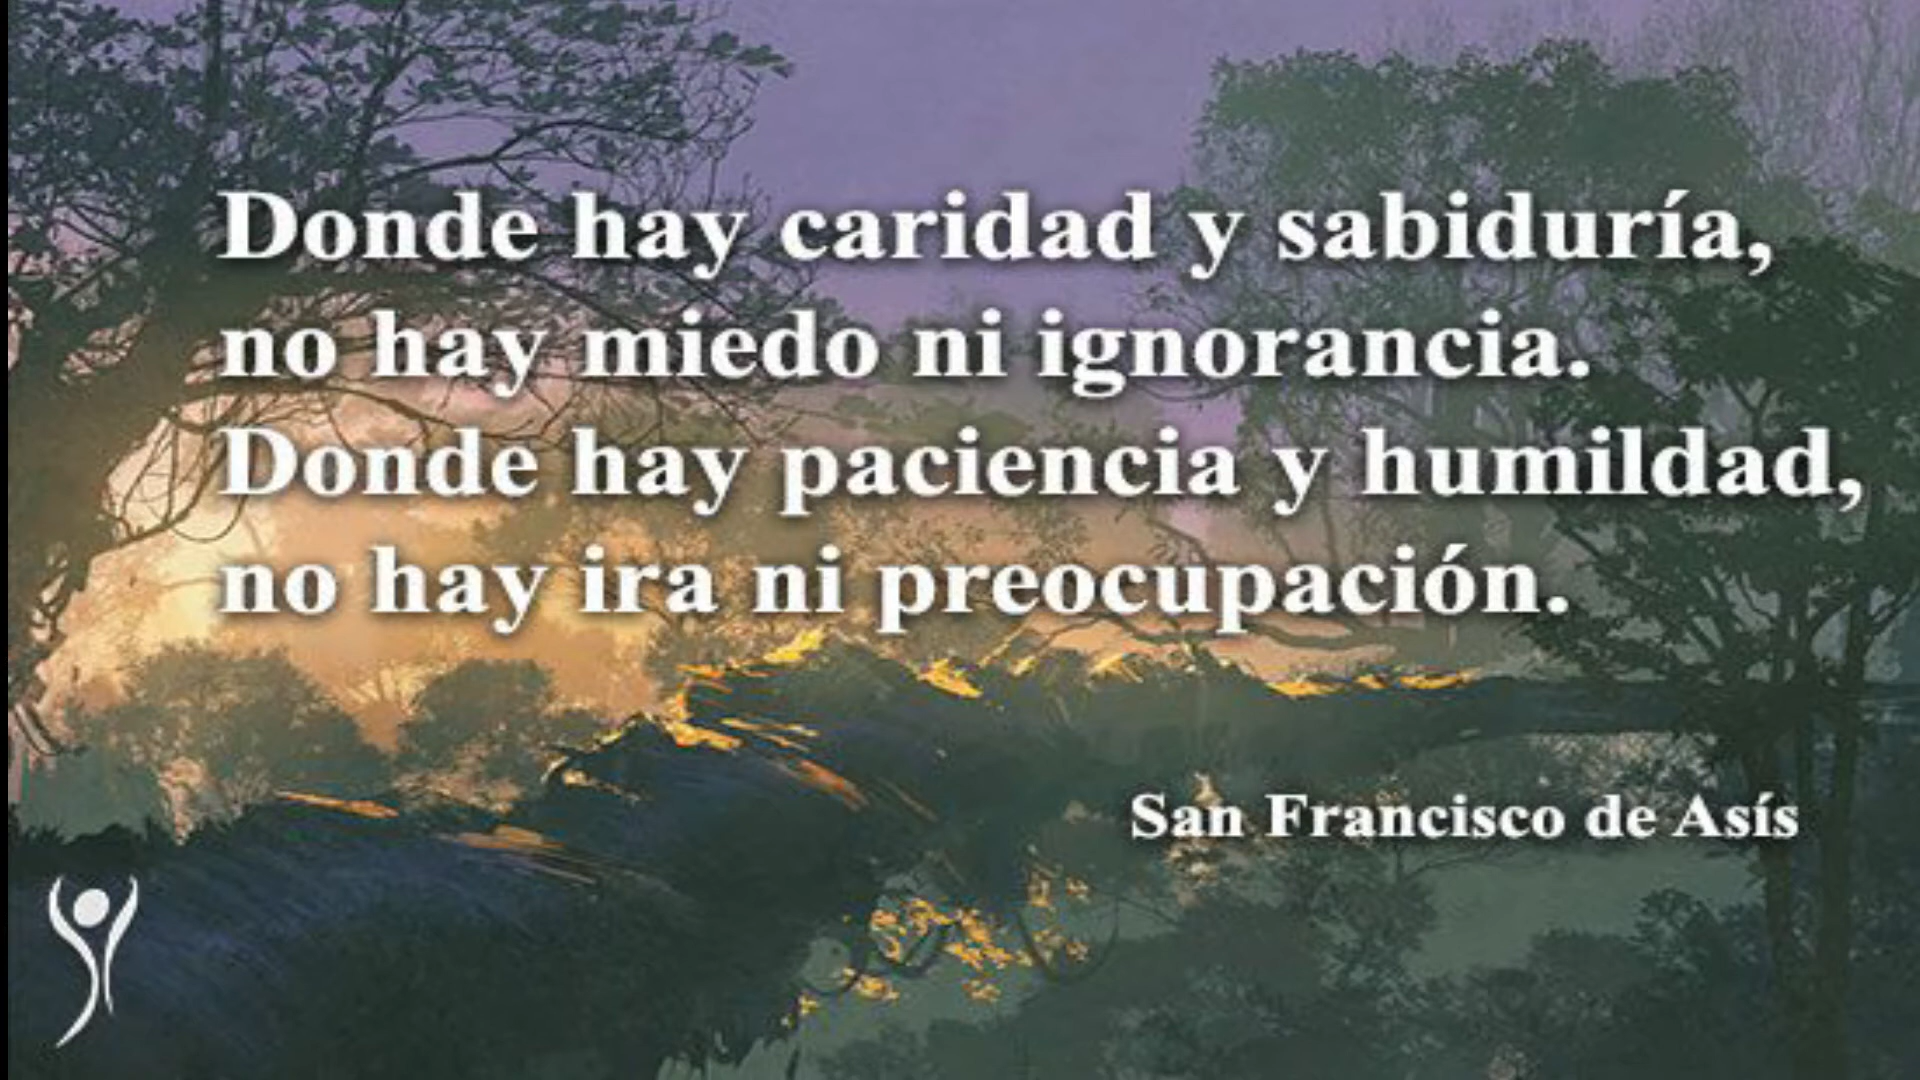 Donde hay caridad y sabiduría,
no hay miedo ni ignorancia.
Donde hay paciencia y humildad,
no hay ira ni preocupación.
San Francisco de Asís